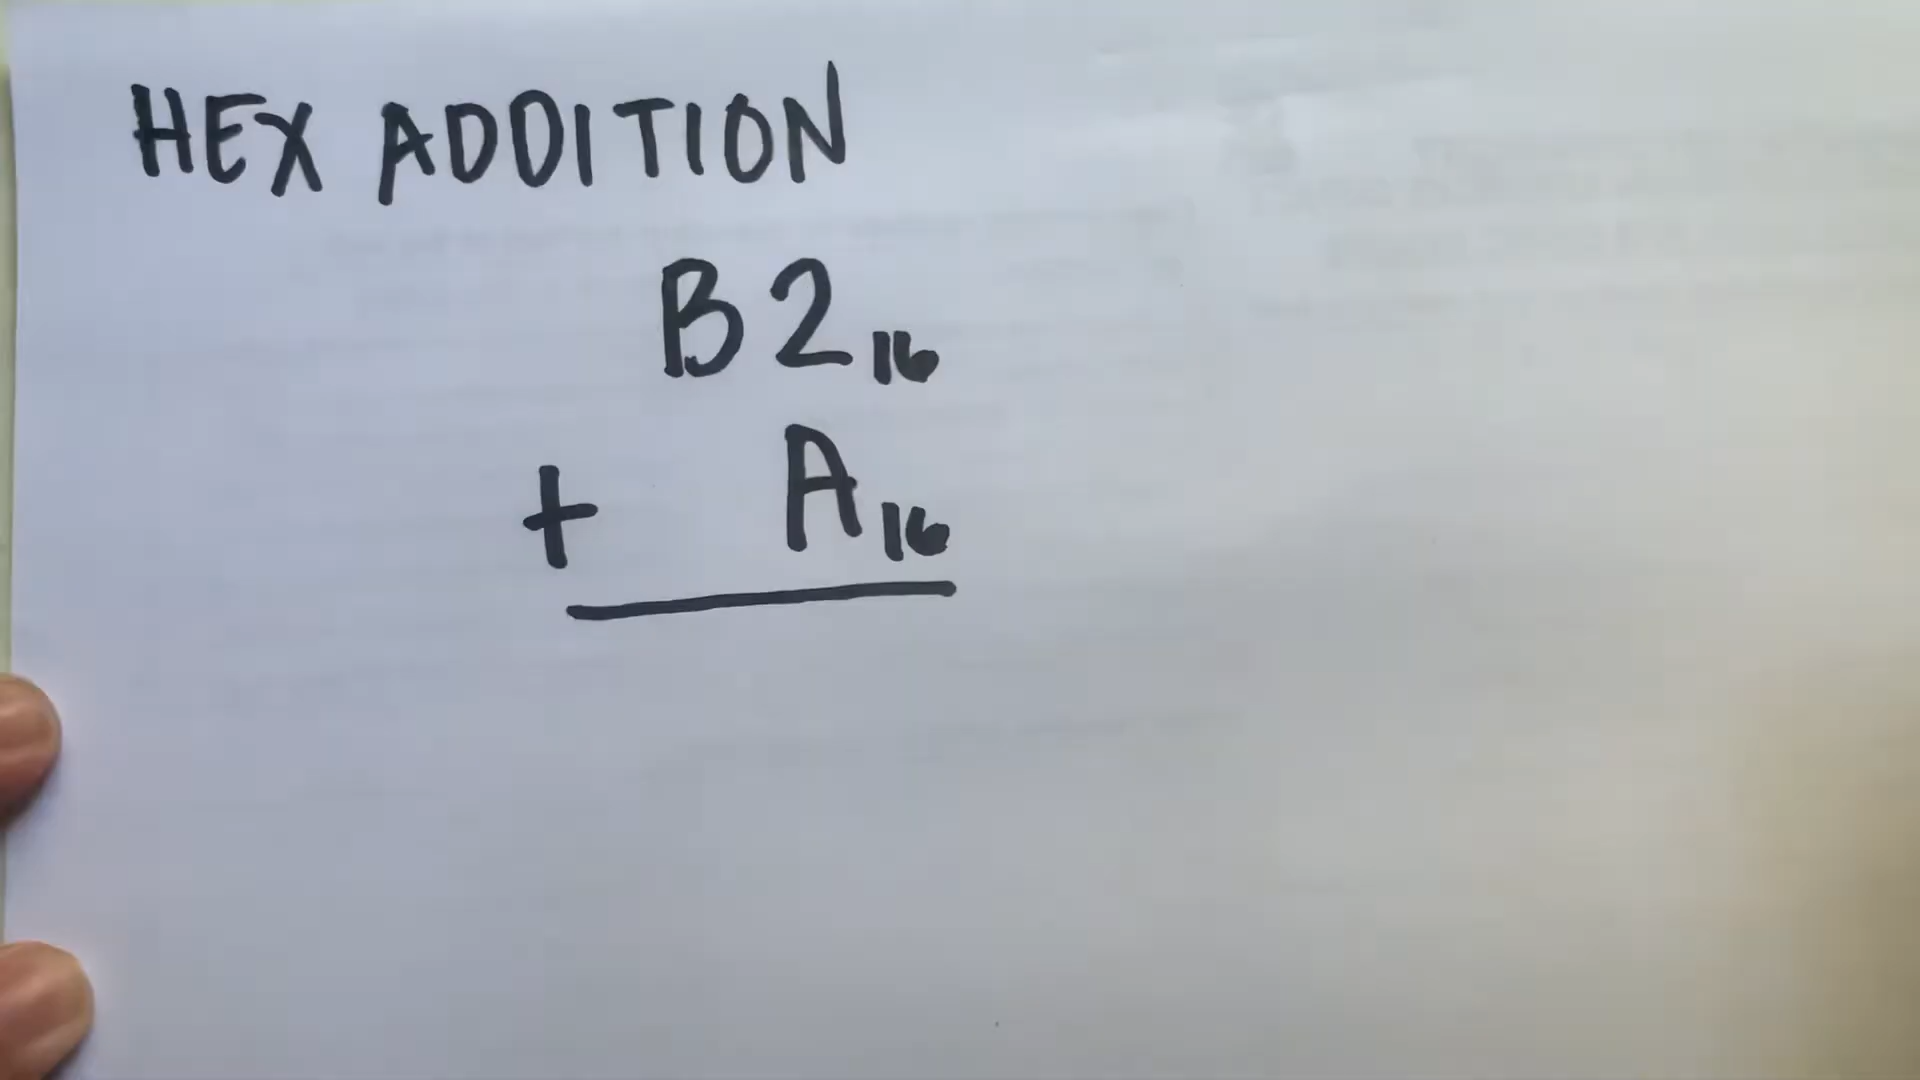 HEX ADDITION
B2₁₆
+ A₁₆